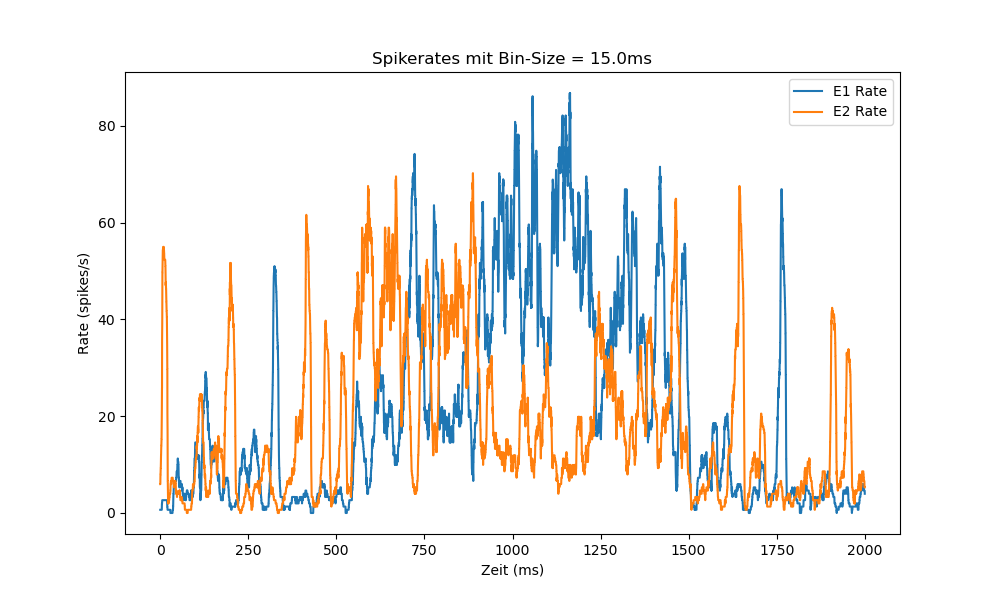 Spikerates mit Bin-Size = 15.0ms
E1 Rate
E2 Rate
80
60
40
20
0
Rate (spikes/s)
0 250 500 750 1000 1250 1500 1750 2000
Zeit (ms)